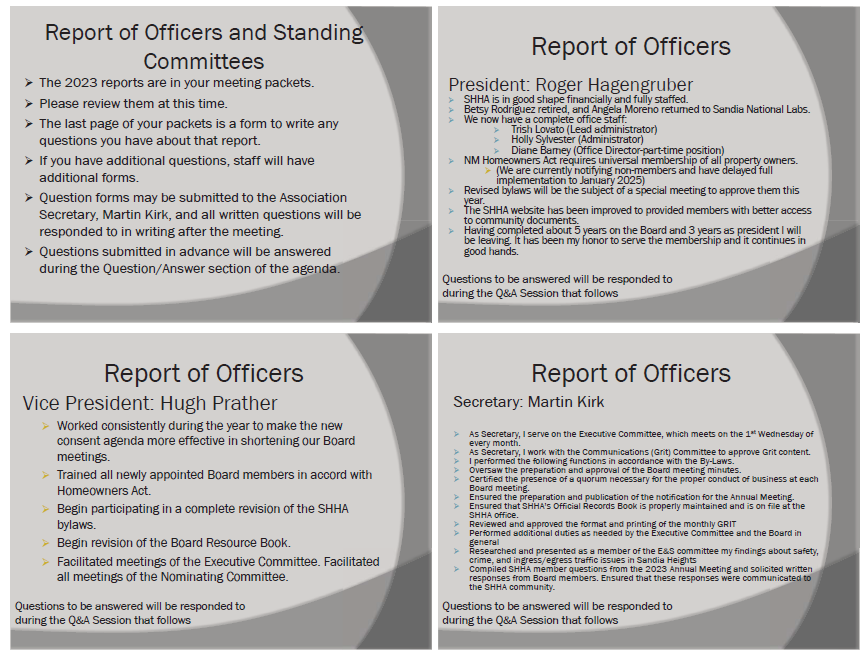 Report of Officers and Standing
Committees
➢ The 2023 reports are in your meeting packets.
➢ Please review them at this time.
➢ The last page of your packets is a form to write any
questions you have about that report.
➢ If you have additional questions, staff will have
additional forms.
➢ Question forms may be submitted to the Association
Secretary, Martin Kirk, and all written questions will be
responded to in writing after the meeting.
➢ Questions submitted in advance will be answered
during the Question/Answer section of the agenda.
Report of Officers
President: Roger Hagengruber
➢ SHHA is in good shape financially and fully staffed.
➢ Betsy Rodriguez retired, and Angela Moreno returned to Sandia National Labs.
➢ We now have a complete office staff:
➢ Trish Lovato (Lead administrator)
➢ Holly Sylvester (Administrator)
➢ Diane Barney (Office Director-part-time position)
➢ NM Homeowners Act requires universal membership of all property owners.
➢ (We are currently notifying non-members and have delayed full
implementation to January 2025)
➢ Revised bylaws will be the subject of a special meeting to approve them this
year.
➢ The SHHA website has been improved to provided members with better access
to community documents.
➢ Having completed about 5 years on the Board and 3 years as president I will
be leaving. It has been my honor to serve the membership and it continues in
good hands.
Questions to be answered will be responded to
during the Q&A Session that follows
Report of Officers
Vice President: Hugh Prather
➢ Worked consistently during the year to make the new
consent agenda more effective in shortening our Board
meetings.
➢ Trained all newly appointed Board members in accord with
Homeowners Act.
➢ Begin participating in a complete revision of the SHHA
bylaws.
➢ Begin revision of the Board Resource Book.
➢ Facilitated meetings of the Executive Committee. Facilitated
all meetings of the Nominating Committee.
Questions to be answered will be responded to
during the Q&A Session that follows
Report of Officers
Secretary: Martin Kirk
➢ As Secretary, I serve on the Executive Committee, which meets on the 1st Wednesday of
every month.
➢ As Secretary, I work with the Communications (Grit) Committee to approve Grit content.
➢ I performed the following functions in accordance with the By-Laws.
➢ Oversaw the preparation and approval of the Board meeting minutes.
➢ Certified the presence of a quorum necessary for the proper conduct of business at each
Board meeting.
➢ Ensured the preparation and publication of the notification for the Annual Meeting.
➢ Ensured that SHHA's Official Records Book is properly maintained and is on file at the
SHHA office.
➢ Reviewed and approved the format and printing of the monthly GRIT
➢ Performed additional duties as needed by the Executive Committee and the Board in
general
➢ Researched and presented as a member of the E&S committee my findings about safety,
crime, and ingress/egress traffic issues in Sandia Heights
➢ Compiled SHHA member questions from the 2023 Annual Meeting and solicited written
responses from Board members. Ensured that these responses were communicated to
the SHHA community.
Questions to be answered will be responded to
during the Q&A Session that follows